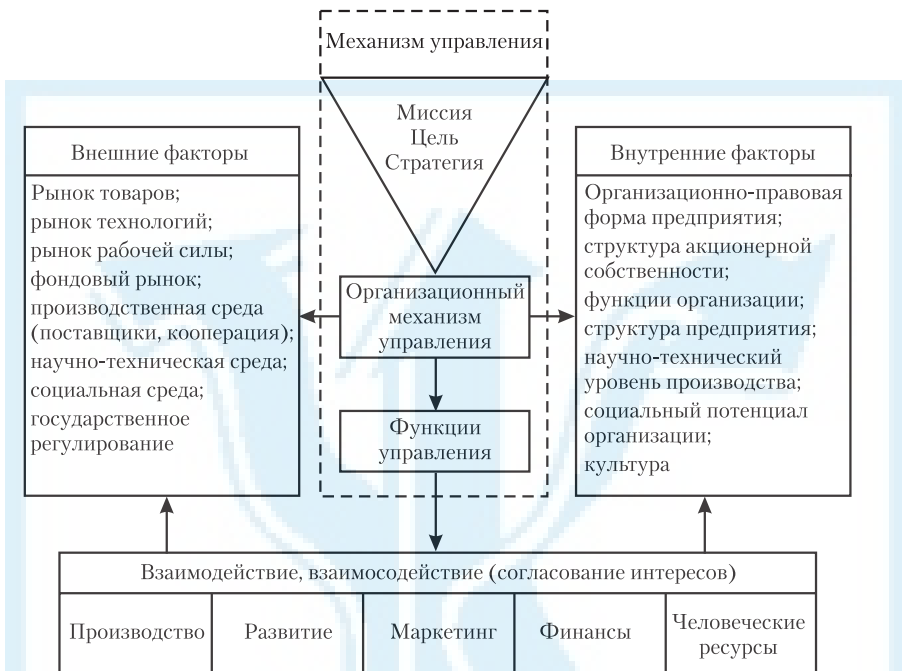 Механизм управления
Миссия
Цель
Стратегия
Внешние факторы
Рынок товаров;
рынок технологий;
рынок рабочей силы;
фондовый рынок;
производственная среда
(поставщики, кооперация);
научно-техническая среда;
социальная среда;
государственное
регулирование
Организационный
механизм
управления
Функции
управления
Внутренние факторы
Организационно-правовая
форма предприятия;
структура акционерной
собственности;
функции организации;
структура предприятия;
научно-технический
уровень производства;
социальный потенциал
организации;
культура
Взаимодействие, взаимосодействие (согласование интересов)
Производство
Развитие
Маркетинг
Финансы
Человеческие
ресурсы